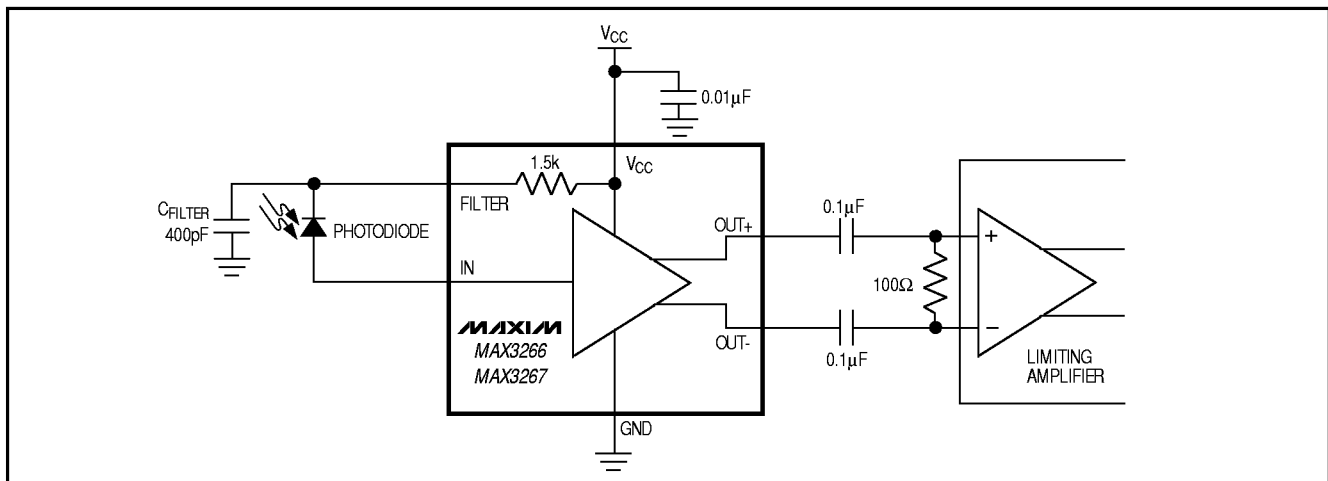 VCC
0.01µF
1.5k
VCC
FILTER
CFILTER
400pF
PHOTODIODE
IN
OUT+
OUT-
0.1µF
0.1µF
100Ω
+
−
LIMITING
AMPLIFIER
MAXIM
MAX3266
MAX3267
GND